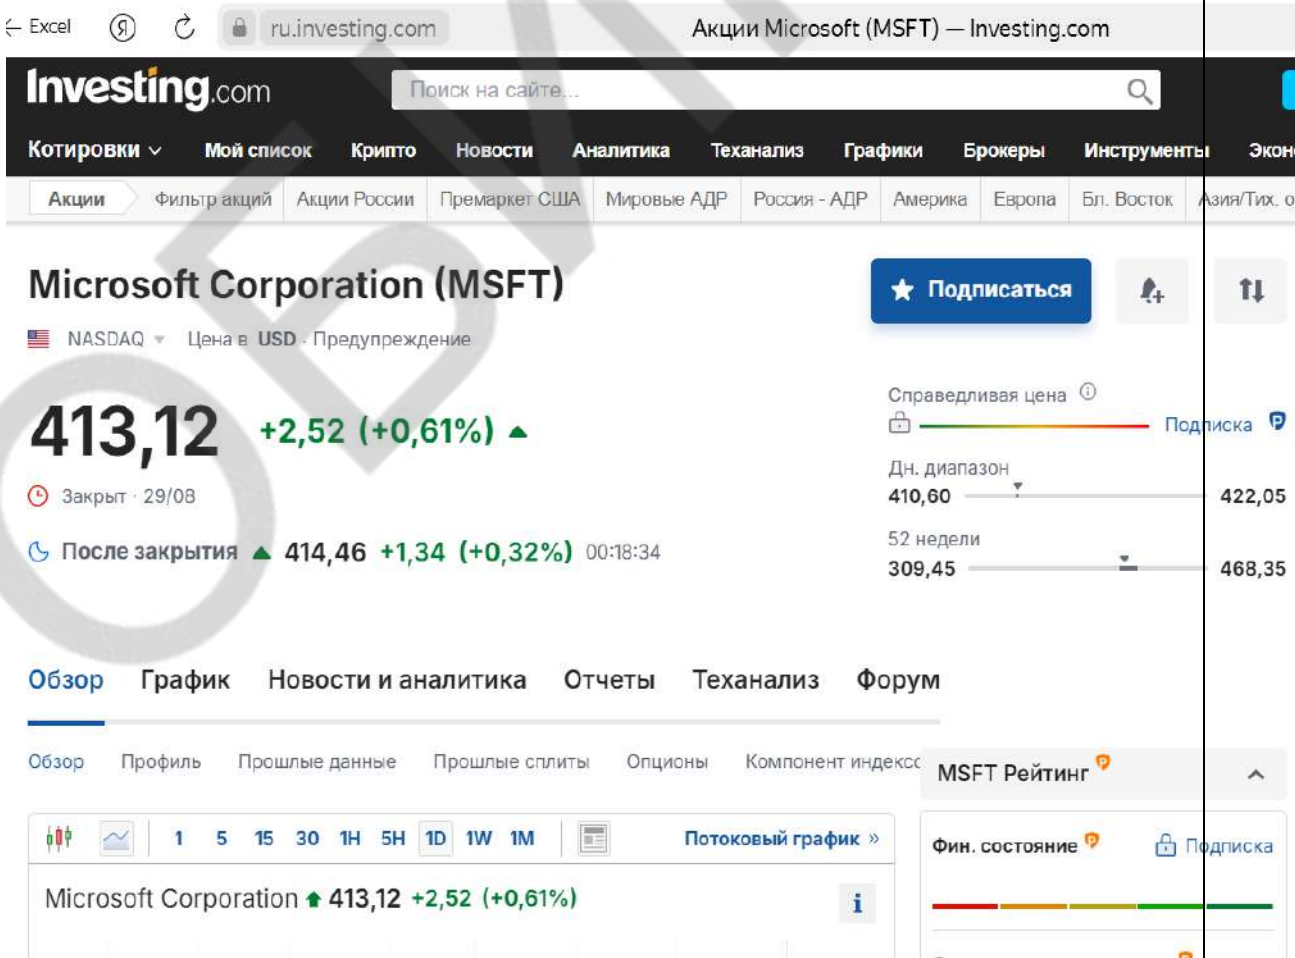 ← Excel Я ru.investing.com Акции Microsoft (MSFT) — Investing.com
Investing.com Поиск на сайте...
Котировки Мой список Крипто Новости Аналитика Теханализ Графики Брокеры Инструменты Экон
Акции Фильтр акций Акции России Премаркет США Мировые АДР Россия - АДР Америка Европа Бл. Восток Азия/Тих. о
Microsoft Corporation (MSFT)
Подписаться
NASDAQ Цена в USD · Предупреждение
Справедливая цена
413,12 +2,52 (+0,61%)
Подписка
Дн. диапазон
410,60 422,05
Закрыт · 29/08
52 недели
309,45 468,35
После закрытия 414,46 +1,34 (+0,32%) 00:18:34
Обзор График Новости и аналитика Отчеты Теханализ Форум
Обзор Профиль Прошлые данные Прошлые сплиты Опционы Компонент индексо
MSFT Рейтинг
1 5 15 30 1H 5H 1D 1W 1M Потоковый график »
Фин. состояние Подписка
Microsoft Corporation 413,12 +2,52 (+0,61%) i